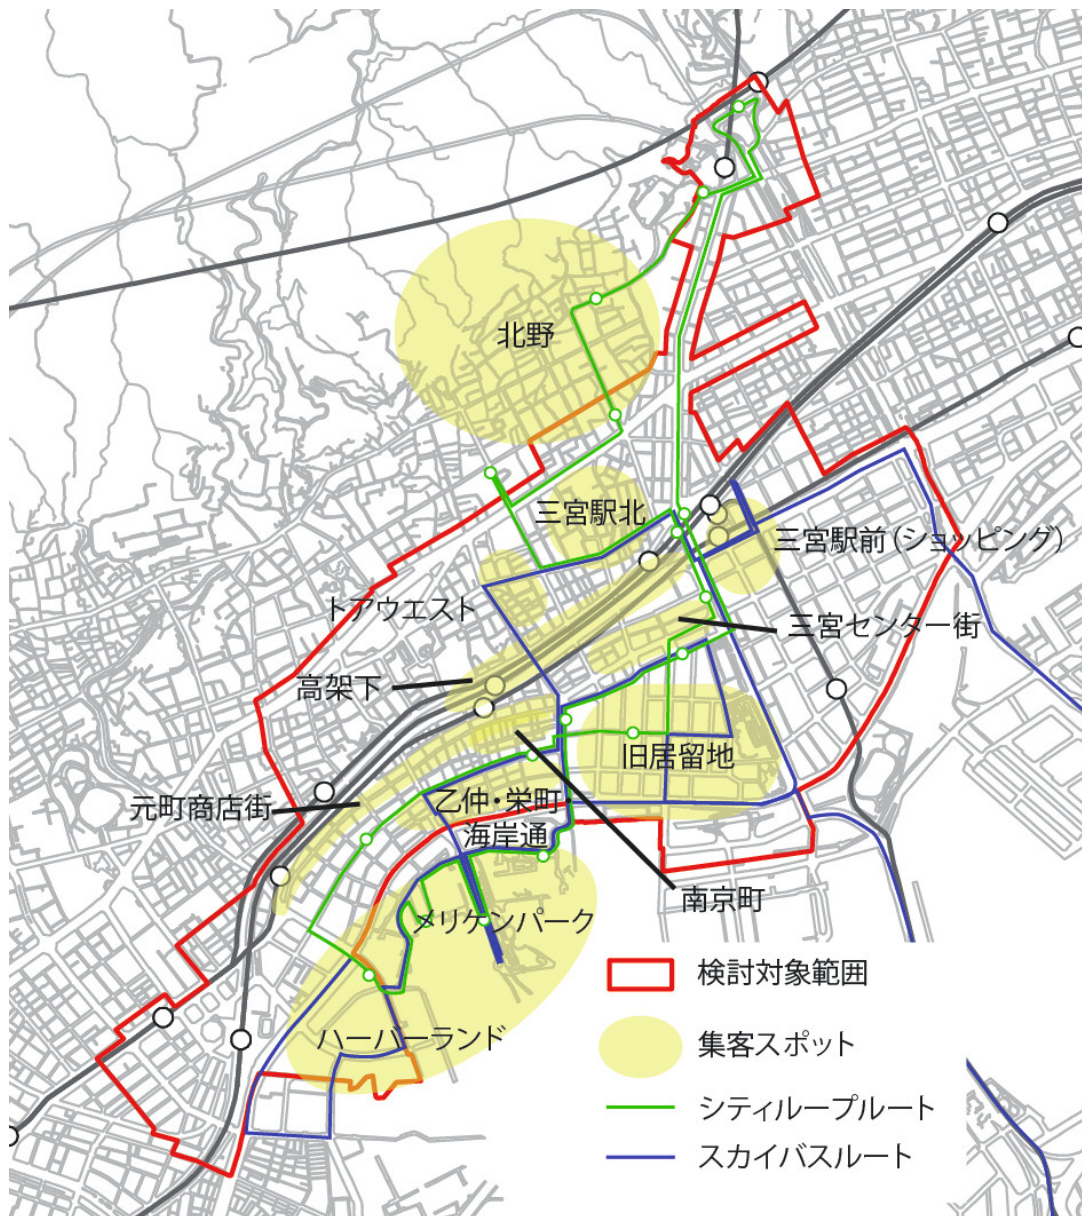 北野
三宮駅北
三宮駅前(ショッピング)
トアウエスト
三宮センター街
高架下
旧居留地
元町商店街
乙仲・栄町
海岸通
南京町
メリケンパーク
検討対象範囲
ハーバーランド
集客スポット
シティループルート
スカイバスルート